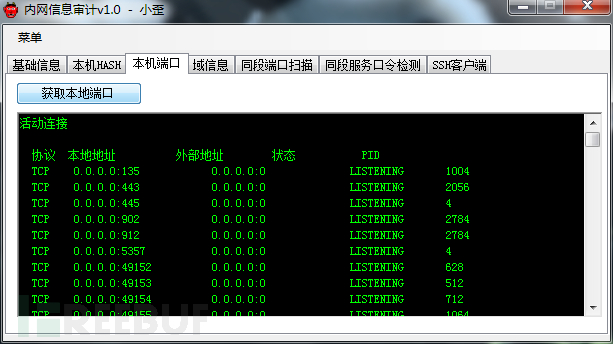 内网信息审计v1.0 - 小歪
菜单
基础信息 本机HASH 本机端口 域信息 同段端口扫描 同段服务口令检测 SSH客户端
获取本地端口
活动连接
协议 本地地址 外部地址 状态 PID
TCP 0.0.0.0:135 0.0.0.0:0 LISTENING 1004
TCP 0.0.0.0:443 0.0.0.0:0 LISTENING 2056
TCP 0.0.0.0:445 0.0.0.0:0 LISTENING 4
TCP 0.0.0.0:902 0.0.0.0:0 LISTENING 2784
TCP 0.0.0.0:912 0.0.0.0:0 LISTENING 2784
TCP 0.0.0.0:5357 0.0.0.0:0 LISTENING 4
TCP 0.0.0.0:49152 0.0.0.0:0 LISTENING 628
TCP 0.0.0.0:49153 0.0.0.0:0 LISTENING 512
TCP 0.0.0.0:49154 0.0.0.0:0 LISTENING 712
TCP 0.0.0.0:49155 0.0.0.0:0 LISTENING 1064
FREEBUF